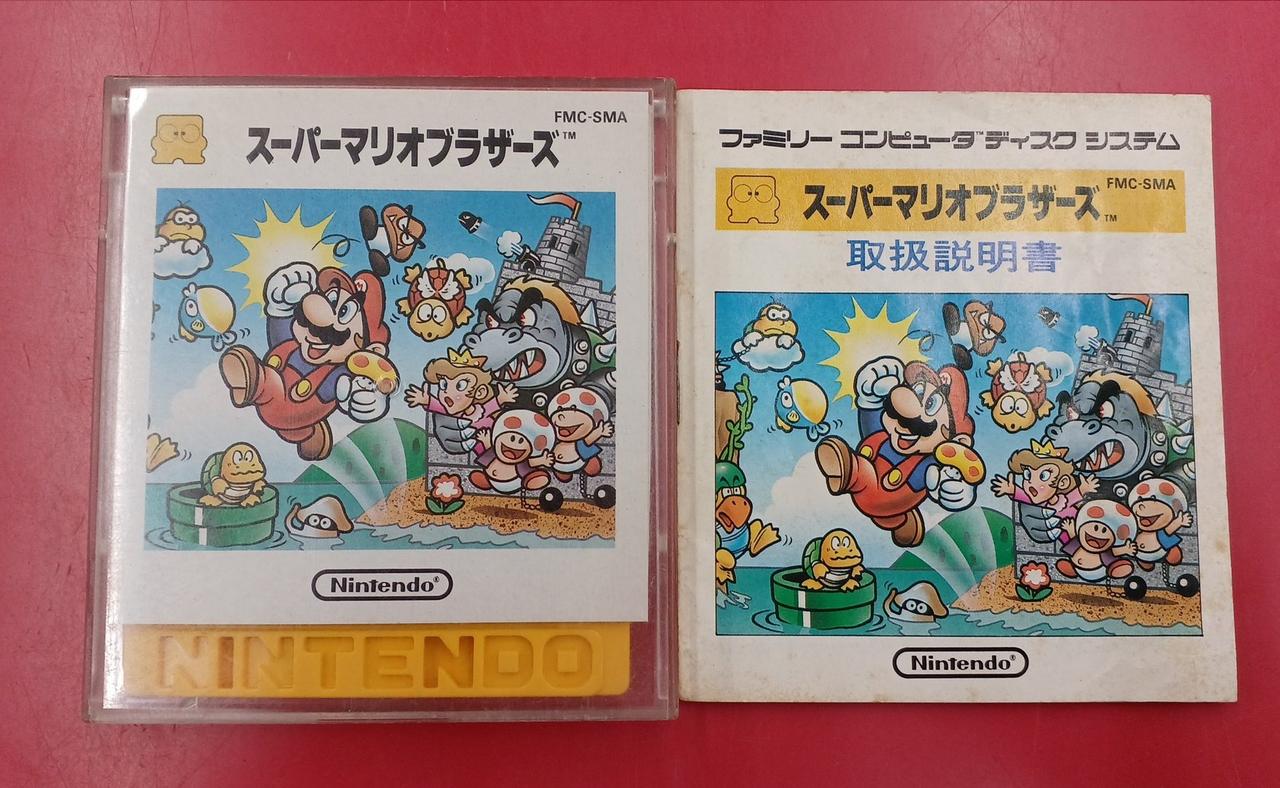 FMC-SMA
スーパーマリオブラザーズ™
Nintendo®
NINTENDO
ファミリー コンピュータ™ディスク システム
FMC-SMA
スーパーマリオブラザーズ™
取扱説明書
Nintendo®